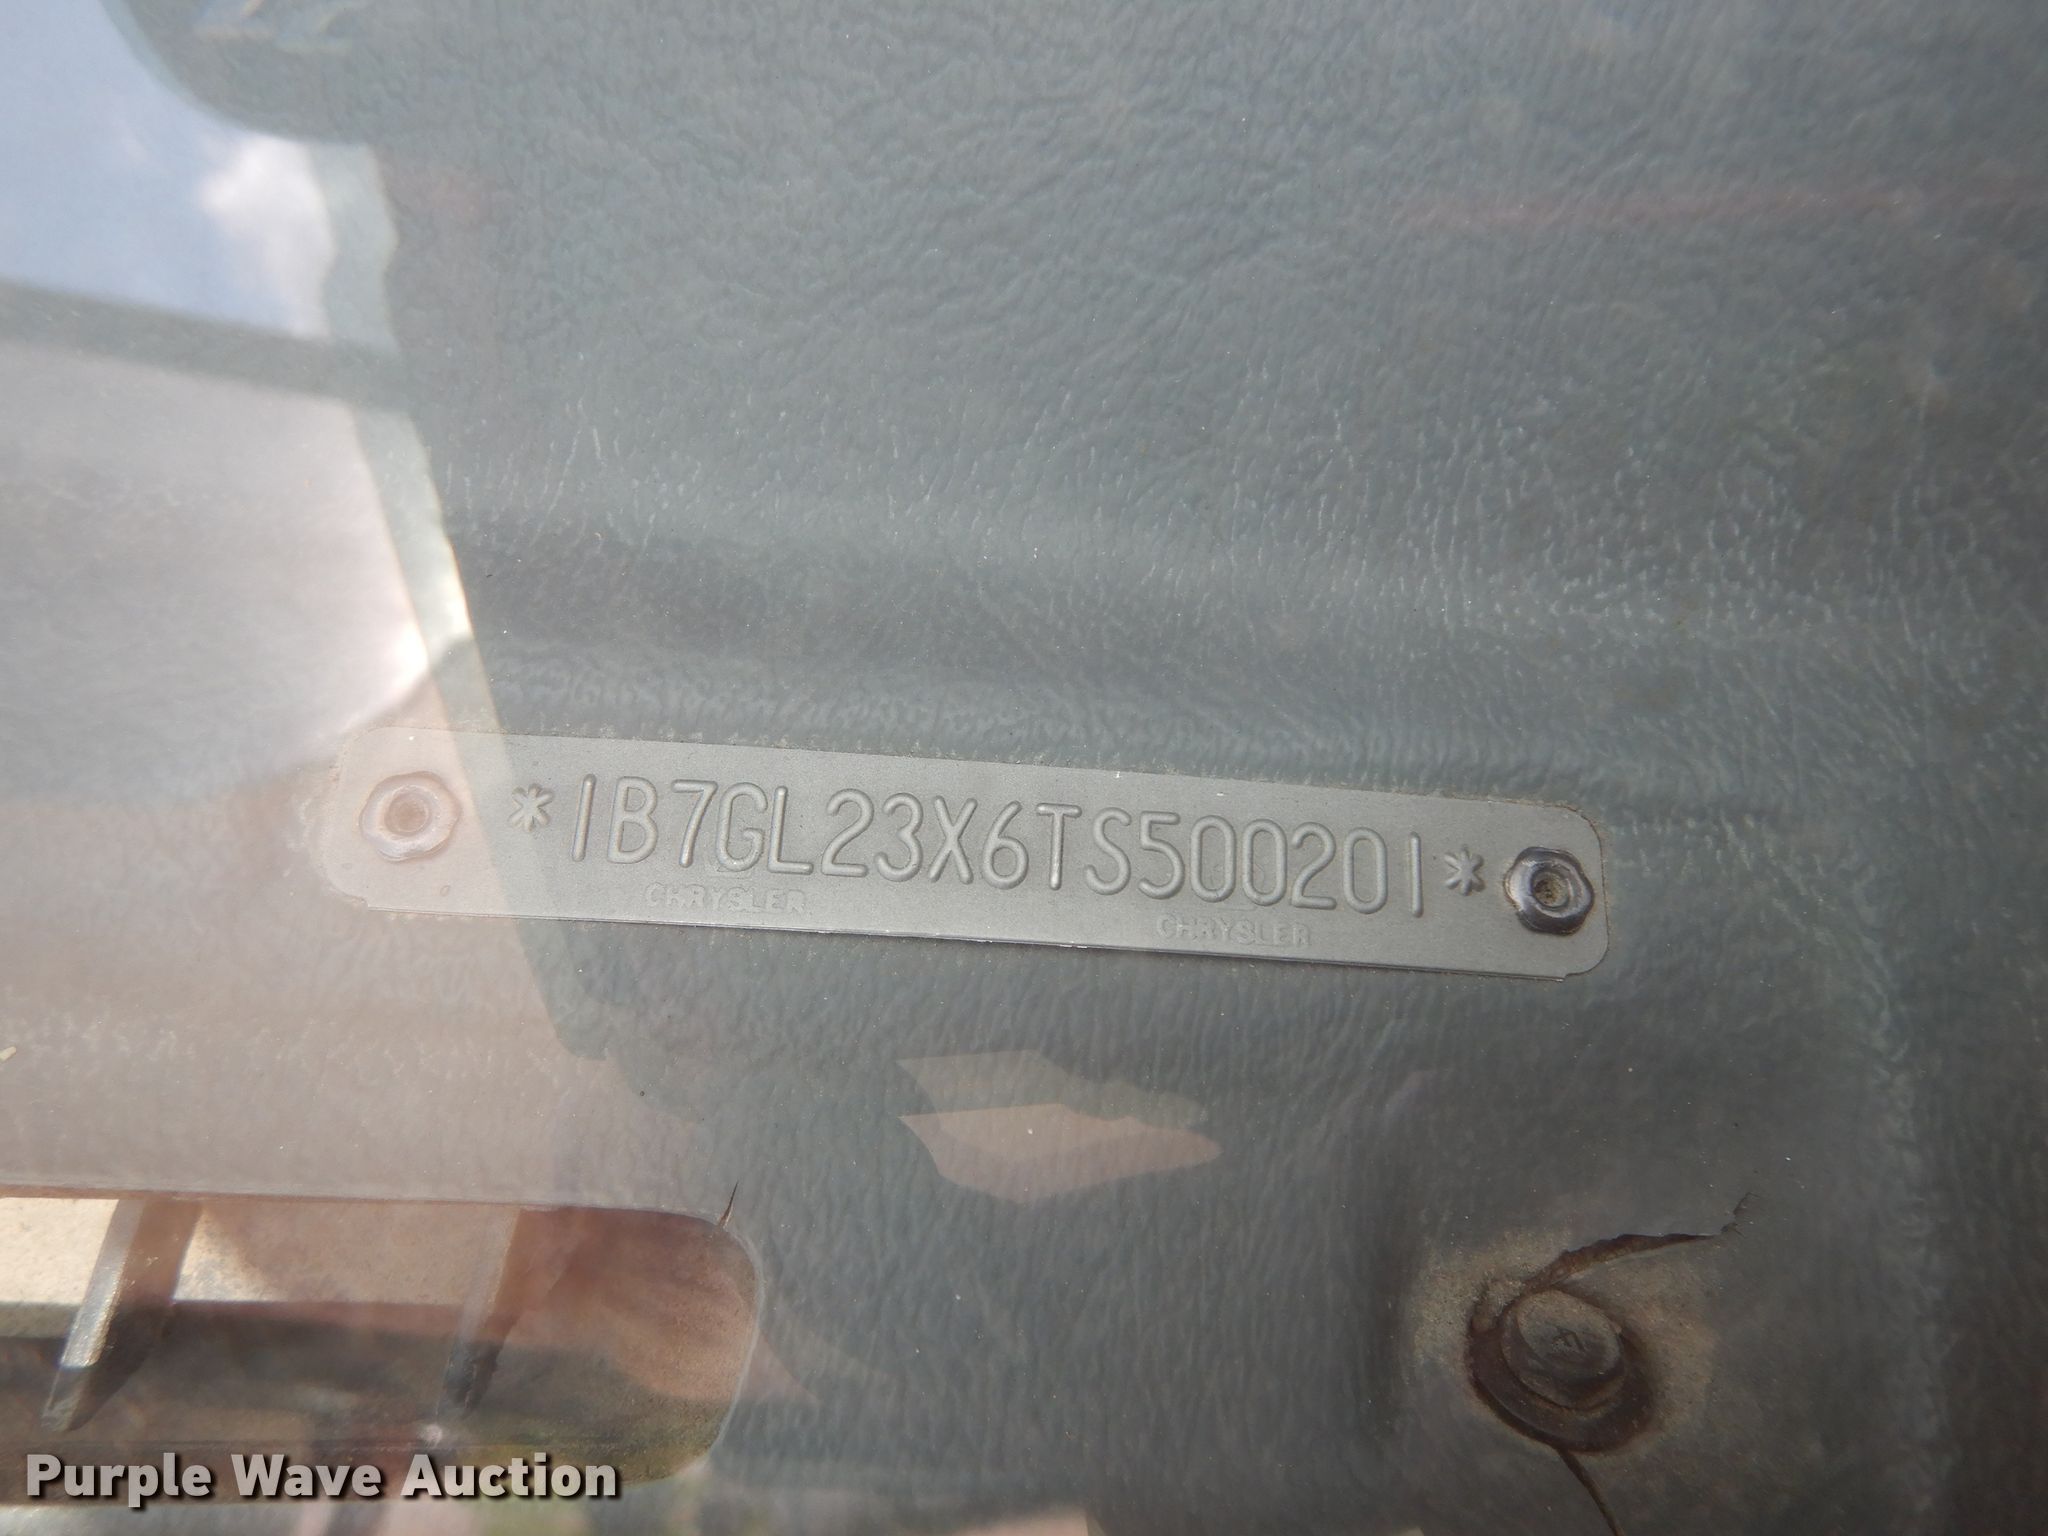 *1B7GL23X6TS500201*
CHRYSLER CHRYSLER
Purple Wave Auction